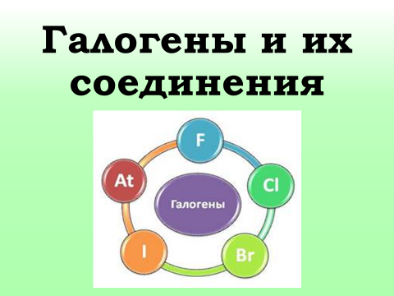 Галогены и их
соединения
F
At
Cl
Галогены
I
Br